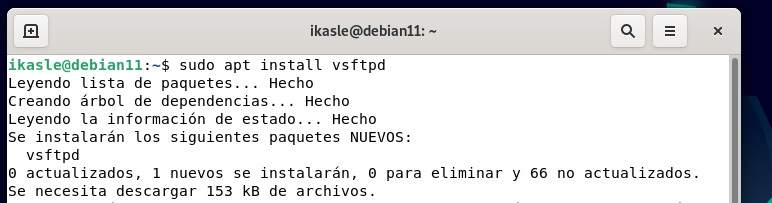 ikasle@debian11: ~
ikasle@debian11:~$ sudo apt install vsftpd
Leyendo lista de paquetes... Hecho
Creando árbol de dependencias... Hecho
Leyendo la información de estado... Hecho
Se instalarán los siguientes paquetes NUEVOS:
  vsftpd
0 actualizados, 1 nuevos se instalarán, 0 para eliminar y 66 no actualizados.
Se necesita descargar 153 kB de archivos.